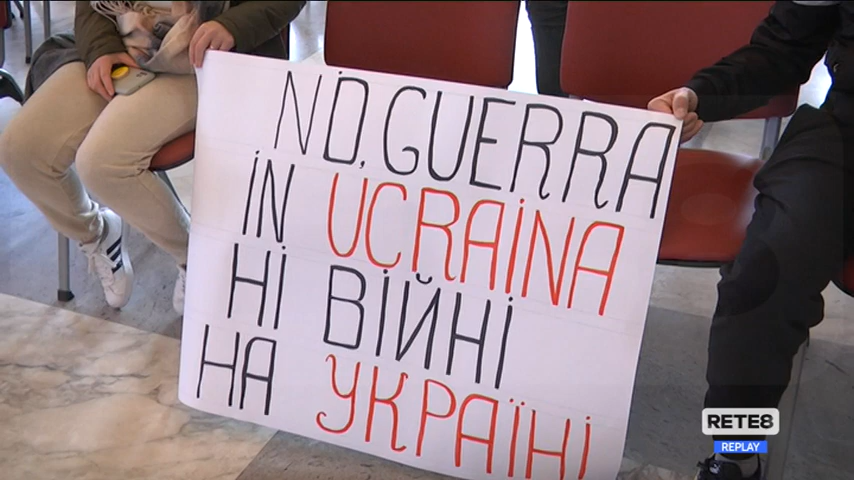 NO, GUERRA
IN UCRAINA
НІ ВІЙНІ
НА УКРАЇНІ
RETE8
REPLAY